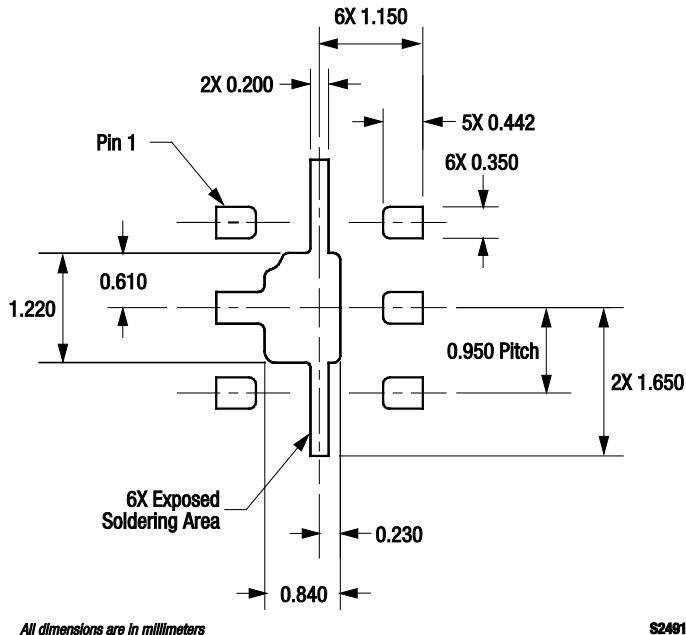 6X 1.150
2X 0.200
5X 0.442
Pin 1
6X 0.350
0.610
1.220
0.950 Pitch
2X 1.650
6X Exposed
Soldering Area
0.230
0.840
All dimensions are in millimeters
S2491